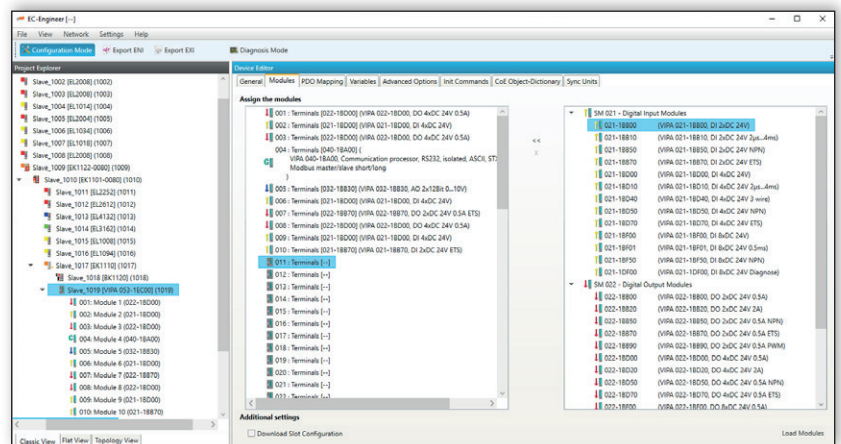 EC-Engineer [--]
File View Network Settings Help
Configuration Mode Export ENI Export EXI Diagnosis Mode
Project Explorer
Slave_1002 [EL2008] (1002)
Slave_1003 [EL2008] (1003)
Slave_1004 [EL1014] (1004)
Slave_1005 [EL2004] (1005)
Slave_1006 [EL1034] (1006)
Slave_1007 [EL1018] (1007)
Slave_1008 [EL2008] (1008)
Slave_1009 [EK1122-0080] (1009)
Slave_1010 [EK1101-0080] (1010)
Slave_1011 [EL2252] (1011)
Slave_1012 [EL2612] (1012)
Slave_1013 [EL4132] (1013)
Slave_1014 [EL3162] (1014)
Slave_1015 [EL1008] (1015)
Slave_1016 [EL1094] (1016)
Slave_1017 [EK1110] (1017)
Slave_1018 [BK1120] (1018)
Slave_1019 [VIPA 053-1EC00] (1019)
001: Module 1 (022-1BD00)
002: Module 2 (021-1BD00)
003: Module 3 (022-1BD00)
004: Module 4 (040-1BA00)
005: Module 5 (032-1BB30)
006: Module 6 (021-1BD00)
007: Module 7 (022-1BB70)
008: Module 8 (022-1BD00)
009: Module 9 (021-1BD00)
010: Module 10 (021-1BB70)
Classic View Flat View Topology View
Device Editor
General Modules PDO Mapping Variables Advanced Options Init Commands CoE Object-Dictionary Sync Units
Assign the modules
001 : Terminals [022-1BD00] (VIPA 022-1BD00, DO 4xDC 24V 0.5A)
002 : Terminals [021-1BD00] (VIPA 021-1BD00, DI 4xDC 24V)
003 : Terminals [022-1BD00] (VIPA 022-1BD00, DO 4xDC 24V 0.5A)
004 : Terminals [040-1BA00] (
VIPA 040-1BA00, Communication processor, RS232, isolated, ASCII, STX
Modbus master/slave short/long
)
005 : Terminals [032-1BB30] (VIPA 032-1BB30, AO 2x12Bit 0...10V)
006 : Terminals [021-1BD00] (VIPA 021-1BD00, DI 4xDC 24V)
007 : Terminals [022-1BB70] (VIPA 022-1BB70, DO 2xDC 24V 0.5A ETS)
008 : Terminals [022-1BD00] (VIPA 022-1BD00, DO 4xDC 24V 0.5A)
009 : Terminals [021-1BD00] (VIPA 021-1BD00, DI 4xDC 24V)
010 : Terminals [021-1BB70] (VIPA 021-1BB70, DI 2xDC 24V ETS)
011 : Terminals [--]
012 : Terminals [--]
013 : Terminals [--]
014 : Terminals [--]
015 : Terminals [--]
016 : Terminals [--]
017 : Terminals [--]
018 : Terminals [--]
019 : Terminals [--]
020 : Terminals [--]
021 : Terminals [--]
022 : Terminals [--]
<<
X
SM 021 - Digital Input Modules
021-1BB00 (VIPA 021-1BB00, DI 2xDC 24V)
021-1BB10 (VIPA 021-1BB10, DI 2xDC 24V 2µs...4ms)
021-1BB50 (VIPA 021-1BB50, DI 2xDC 24V NPN)
021-1BB70 (VIPA 021-1BB70, DI 2xDC 24V ETS)
021-1BD00 (VIPA 021-1BD00, DI 4xDC 24V)
021-1BD10 (VIPA 021-1BD10, DI 4xDC 24V 2µs...4ms)
021-1BD40 (VIPA 021-1BD40, DI 4xDC 24V 3 wire)
021-1BD50 (VIPA 021-1BD50, DI 4xDC 24V NPN)
021-1BD70 (VIPA 021-1BD70, DI 4xDC 24V ETS)
021-1BF00 (VIPA 021-1BF00, DI 8xDC 24V)
021-1BF01 (VIPA 021-1BF01, DI 8xDC 24V 0.5ms)
021-1BF50 (VIPA 021-1BF50, DI 8xDC 24V NPN)
021-1DF00 (VIPA 021-1DF00, DI 8xDC 24V Diagnose)
SM 022 - Digital Output Modules
022-1BB00 (VIPA 022-1BB00, DO 2xDC 24V 0.5A)
022-1BB20 (VIPA 022-1BB20, DO 2xDC 24V 2A)
022-1BB50 (VIPA 022-1BB50, DO 2xDC 24V 0.5A NPN)
022-1BB70 (VIPA 022-1BB70, DO 2xDC 24V 0.5A ETS)
022-1BB90 (VIPA 022-1BB90, DO 2xDC 24V 0.5A PWM)
022-1BD00 (VIPA 022-1BD00, DO 4xDC 24V 0.5A)
022-1BD20 (VIPA 022-1BD20, DO 4xDC 24V 2A)
022-1BD50 (VIPA 022-1BD50, DO 4xDC 24V 0.5A NPN)
022-1BD70 (VIPA 022-1BD70, DO 4xDC 24V 0.5A ETS)
022-1BF00 (VIPA 022-1BF00, DO 8xDC 24V 0.5A)
Additional settings
Download Slot Configuration
Load Modules